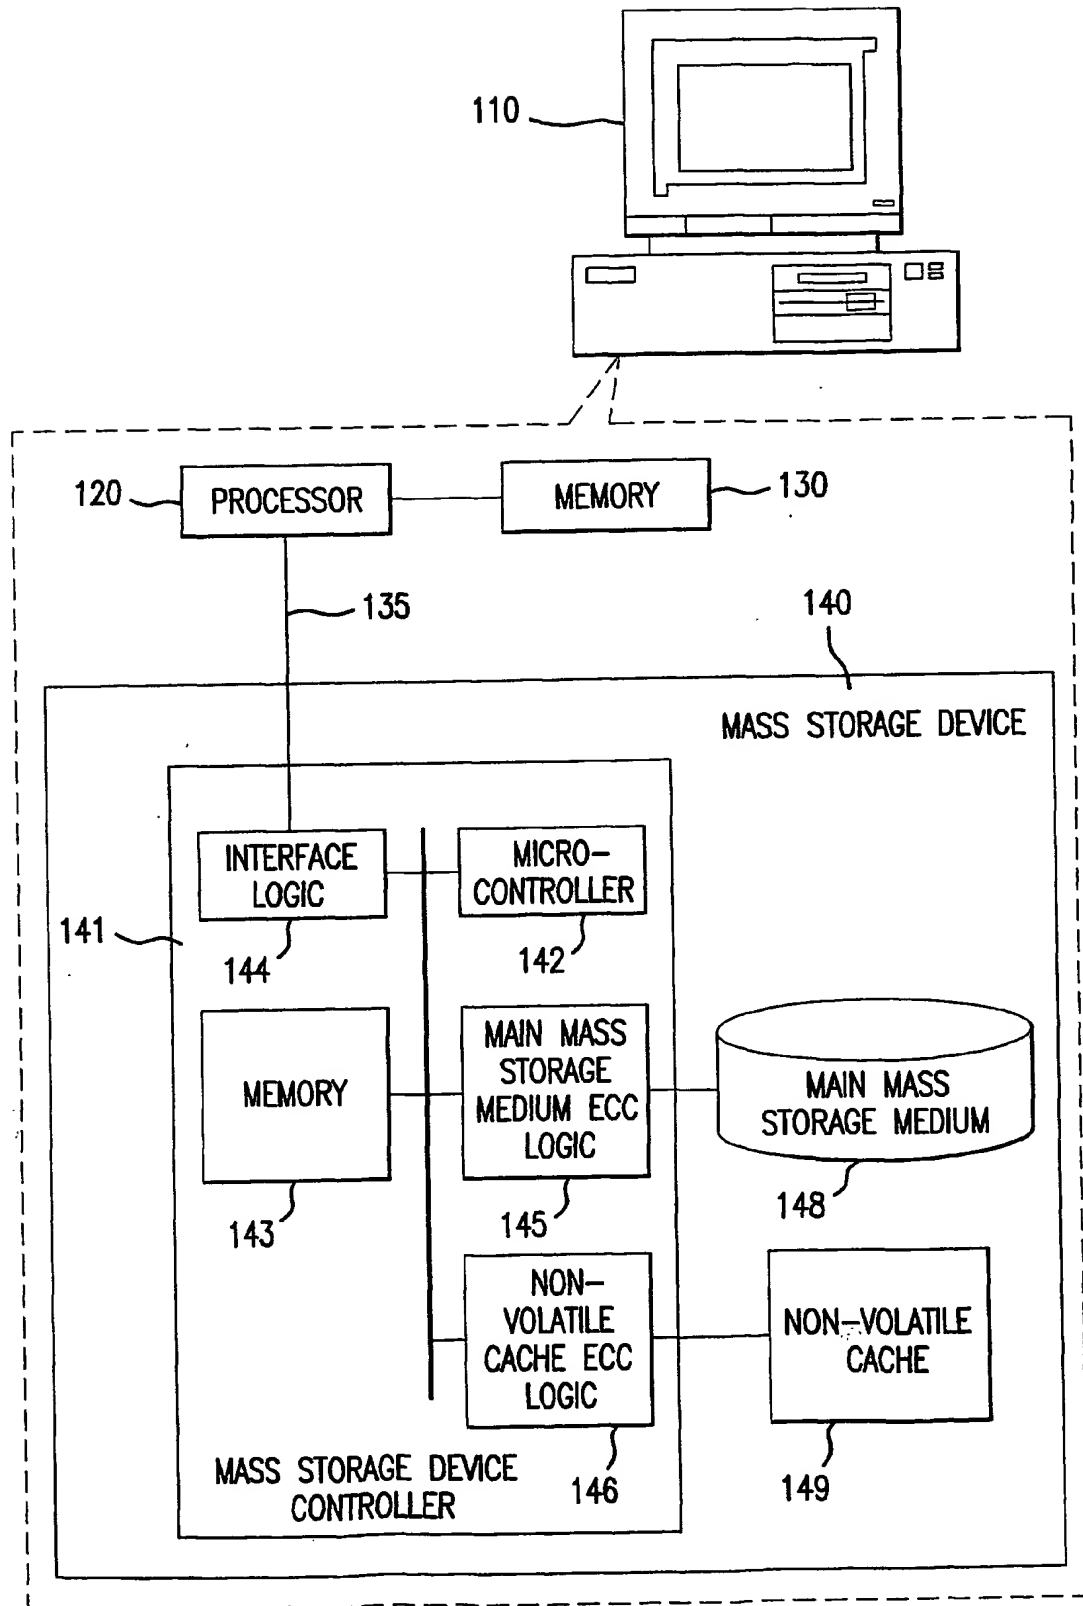 110
120
PROCESSOR
MEMORY
130
135
140
MASS STORAGE DEVICE
INTERFACE
LOGIC
MICRO-
CONTROLLER
141
144
142
MEMORY
MAIN MASS
STORAGE
MEDIUM ECC
LOGIC
MAIN MASS
STORAGE MEDIUM
143
145
148
NON-
VOLATILE
CACHE ECC
LOGIC
NON-VOLATILE
CACHE
MASS STORAGE DEVICE
CONTROLLER
146
149